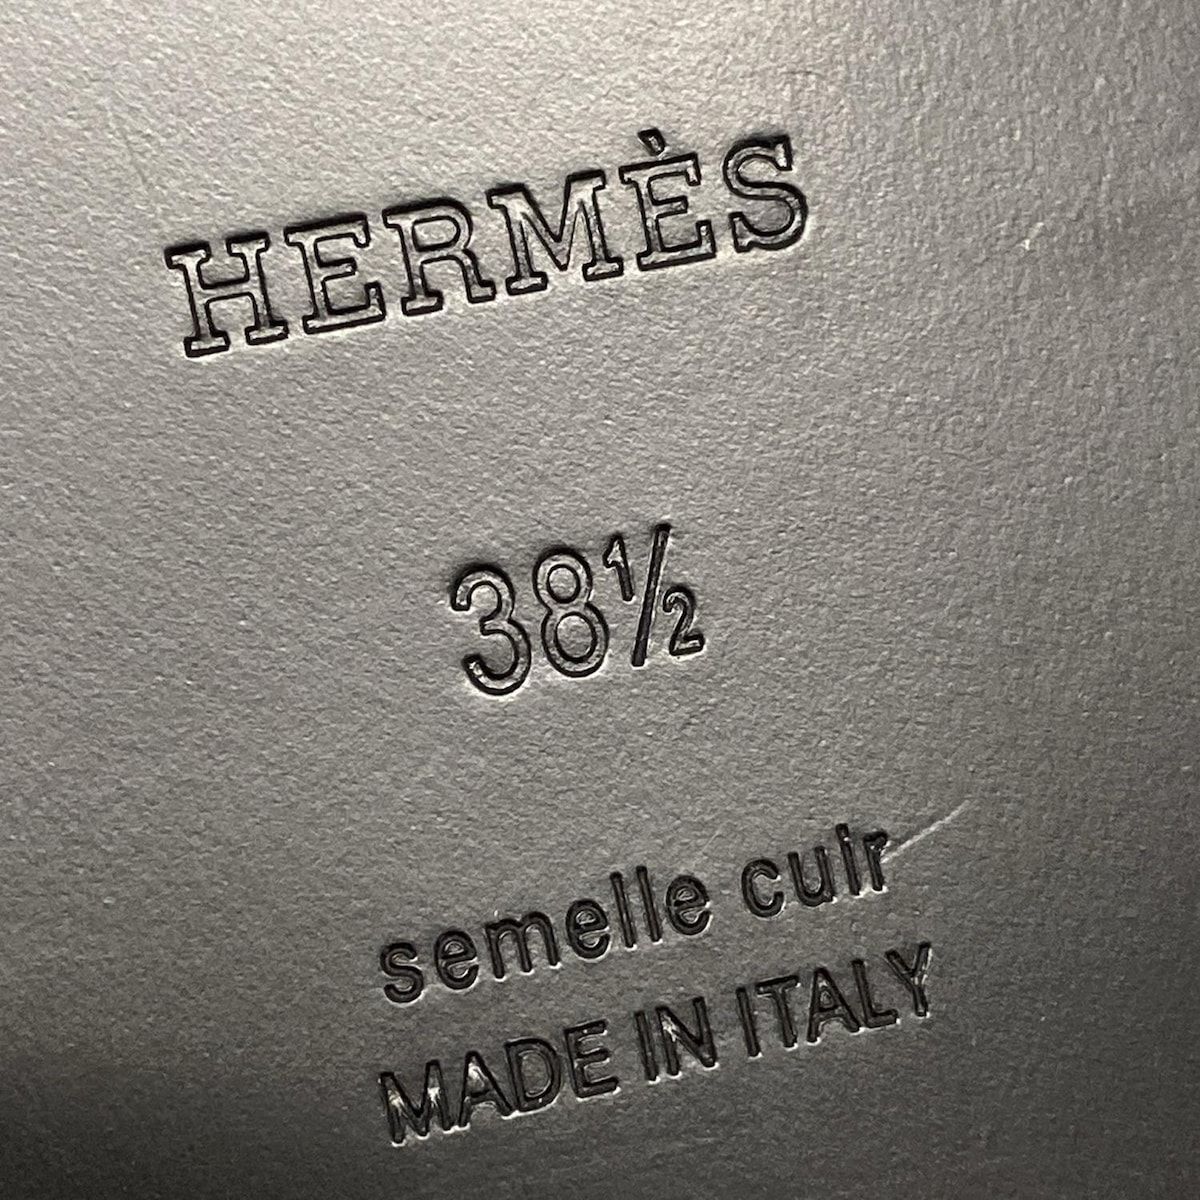 HERMÈS
38½
semelle cuir
MADE IN ITALY